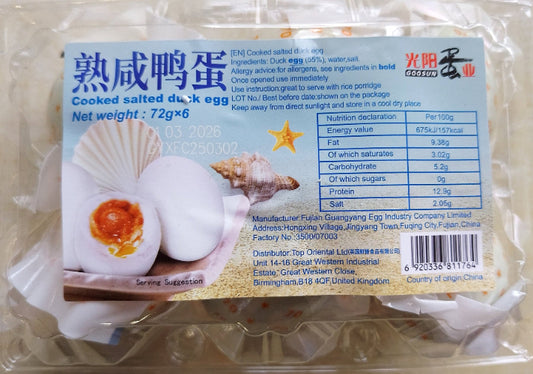 熟咸鸭蛋
Cooked salted duck egg
Net weight : 72g×6
03 2026
XEC250302
[EN] Cooked salted duck egg
Ingredients: Duck egg (95%), water,salt.
Allergy advice:for allergens, see ingredients in bold
Once opened use immediately
Use instruction:great to serve with rice porridge
LOT No./ Best before date:shown on the package
Keep away from direct sunlight and store in a cool dry place
光阳
GOOSUN
蛋业
Nutrition declaration Per100g
Energy value 675kJ/157kcal
Fat 9.38g
Of which saturates 3.02g
Carbohydrate 5.2g
Of which sugars 0g
Protein 12.9g
Salt 2.05g
Manufacturer:Fujian Guangyang Egg Industry Company Limited
Address:Hongxing Village,Jingyang Town,Fuqing City,Fujian,China
Factory No. 3500/07003
Distributor:Top Oriental Ltd
Unit 14-16 Great Western Industrial
Estate, Great Western Close,
Birmingham,B18 4QF,United Kingdom
Serving Suggestion
6 920336 811764
Country of origin:China